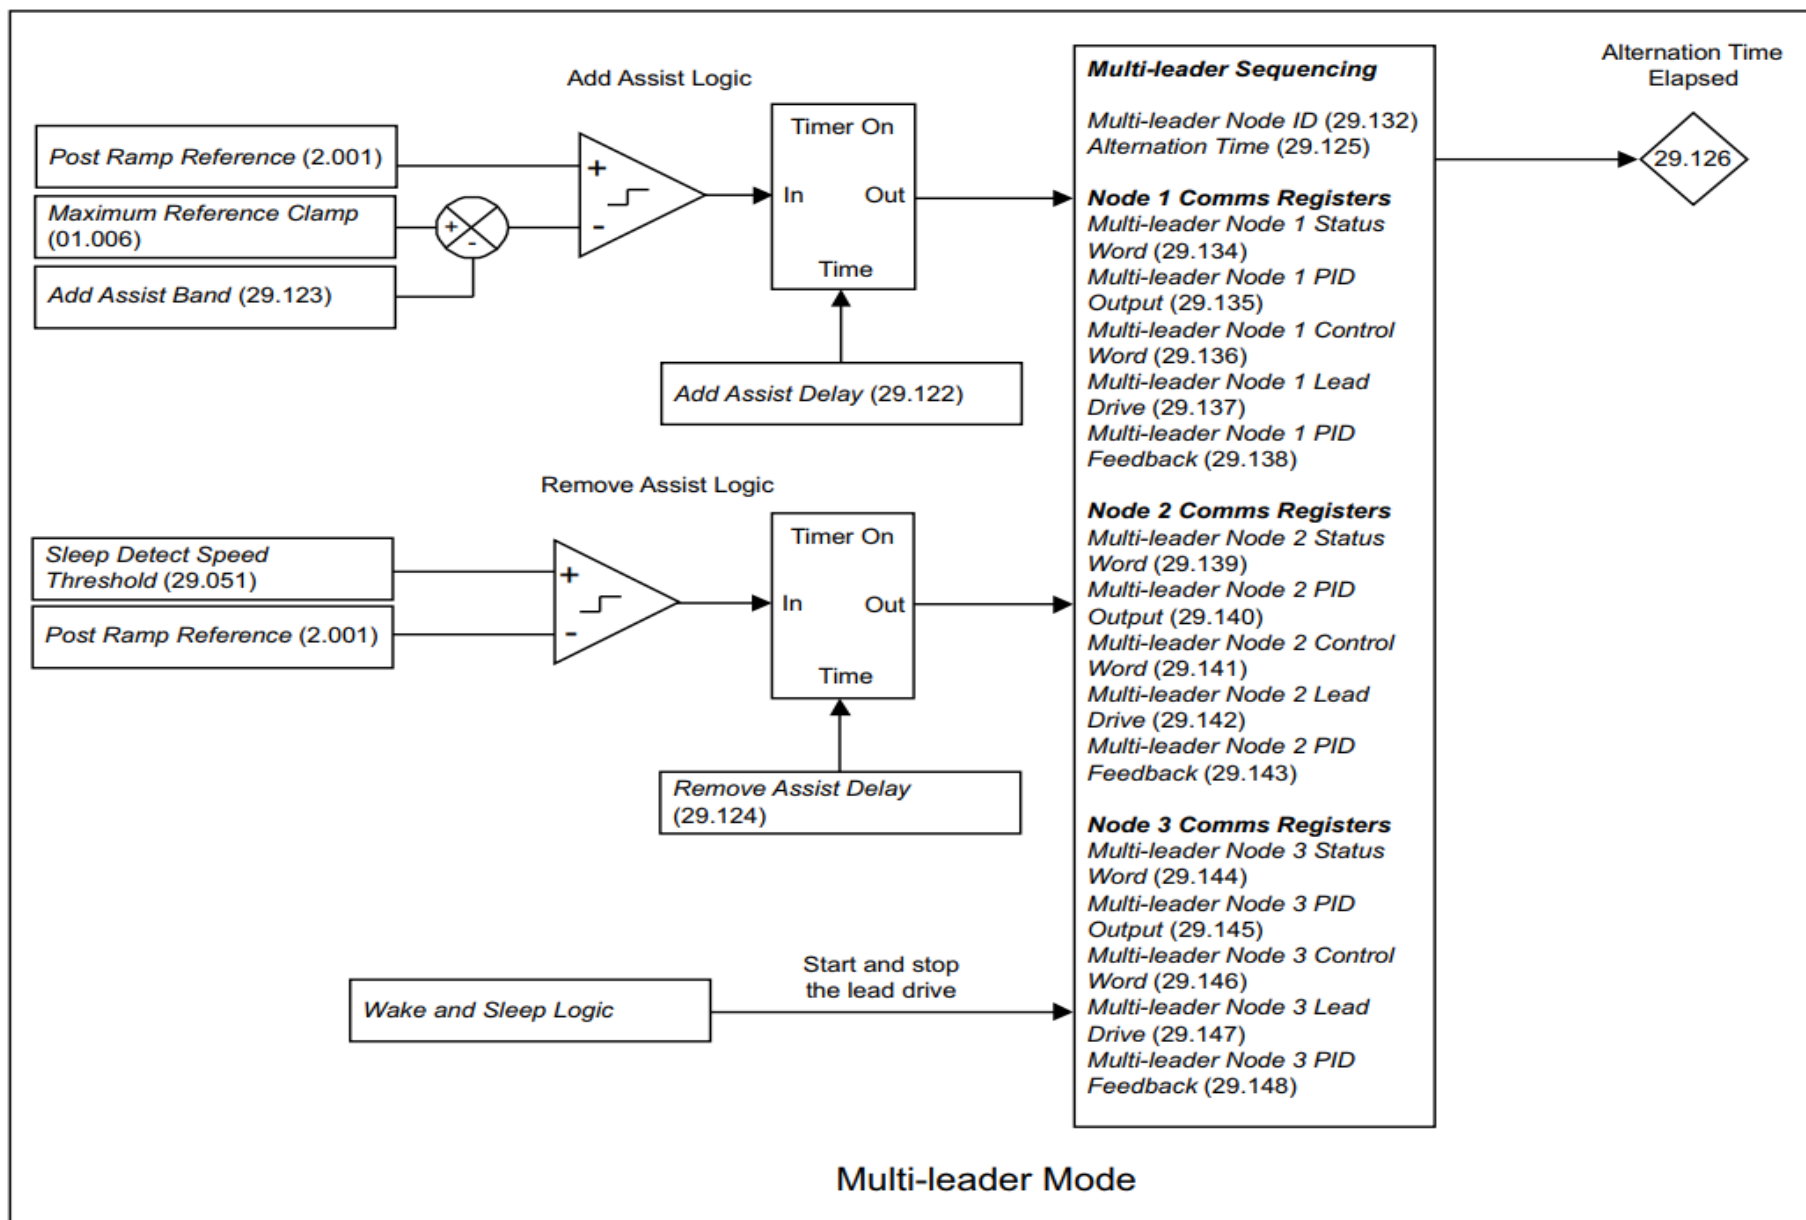 Add Assist Logic
Post Ramp Reference (2.001)
Maximum Reference Clamp
(01.006)
Add Assist Band (29.123)
+
-
+
-
Timer On
In
Out
Time
Add Assist Delay (29.122)
Remove Assist Logic
Sleep Detect Speed
Threshold (29.051)
Post Ramp Reference (2.001)
+
-
Timer On
In
Out
Time
Remove Assist Delay
(29.124)
Wake and Sleep Logic
Start and stop
the lead drive
Multi-leader Sequencing
Multi-leader Node ID (29.132)
Alternation Time (29.125)
Node 1 Comms Registers
Multi-leader Node 1 Status
Word (29.134)
Multi-leader Node 1 PID
Output (29.135)
Multi-leader Node 1 Control
Word (29.136)
Multi-leader Node 1 Lead
Drive (29.137)
Multi-leader Node 1 PID
Feedback (29.138)
Node 2 Comms Registers
Multi-leader Node 2 Status
Word (29.139)
Multi-leader Node 2 PID
Output (29.140)
Multi-leader Node 2 Control
Word (29.141)
Multi-leader Node 2 Lead
Drive (29.142)
Multi-leader Node 2 PID
Feedback (29.143)
Node 3 Comms Registers
Multi-leader Node 3 Status
Word (29.144)
Multi-leader Node 3 PID
Output (29.145)
Multi-leader Node 3 Control
Word (29.146)
Multi-leader Node 3 Lead
Drive (29.147)
Multi-leader Node 3 PID
Feedback (29.148)
Alternation Time
Elapsed
29.126
Multi-leader Mode